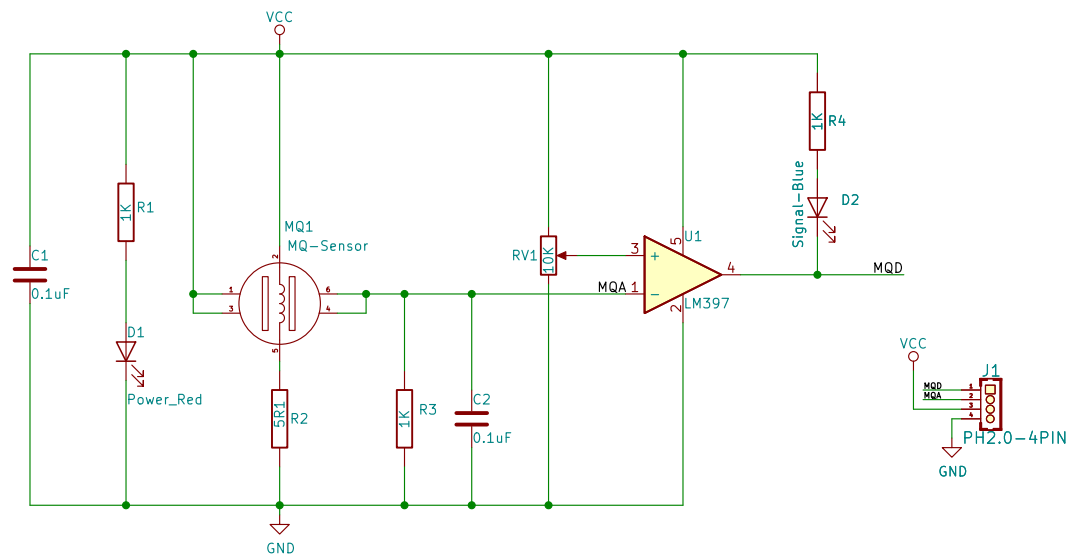 VCC
C1
0.1uF
1K
R1
D1
Power_Red
MQ1
MQ-Sensor
2
1
3
6
4
5
5R1
R2
1K
R3
C2
0.1uF
RV1
10K
MQA
3
1
+
−
5
2
U1
LM397
4
1K
R4
Signal-Blue
D2
MQD
GND
VCC
J1
MQD
MQA
1
2
3
4
PH2.0-4PIN
GND